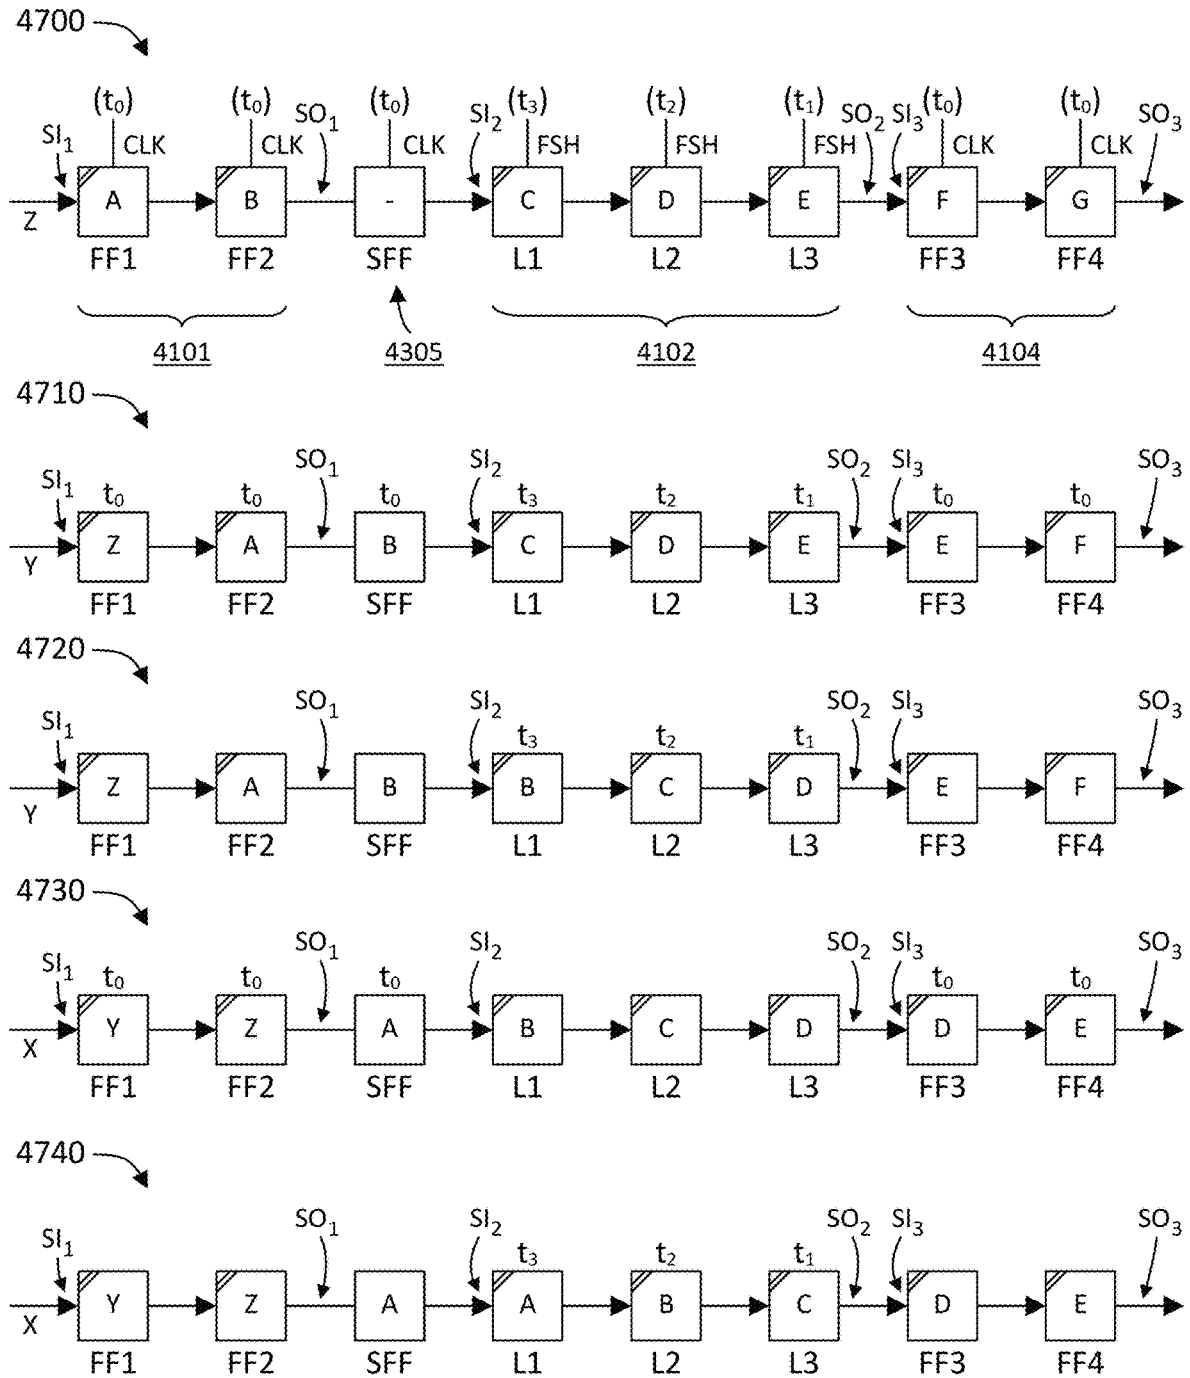 4700
(t0) (t0) (t0) (t3) (t2) (t1) (t0) (t0)
SI1 CLK CLK SO1 CLK SI2 FSH FSH FSH SO2 SI3 CLK CLK SO3
Z A B - C D E F G
FF1 FF2 SFF L1 L2 L3 FF3 FF4
4101 4305 4102 4104
4710
SI1 SO1 SI2 SO2 SI3 SO3
t0 t0 t0 t3 t2 t1 t0 t0
Y Z A B C D E E F
FF1 FF2 SFF L1 L2 L3 FF3 FF4
4720
SI1 SO1 SI2 SO2 SI3 SO3
t3 t2 t1
Y Z A B B C D E F
FF1 FF2 SFF L1 L2 L3 FF3 FF4
4730
SI1 SO1 SI2 SO2 SI3 SO3
t0 t0 t0 t0 t0
X Y Z A B C D D E
FF1 FF2 SFF L1 L2 L3 FF3 FF4
4740
SI1 SO1 SI2 SO2 SI3 SO3
t3 t2 t1
X Y Z A A B C D E
FF1 FF2 SFF L1 L2 L3 FF3 FF4